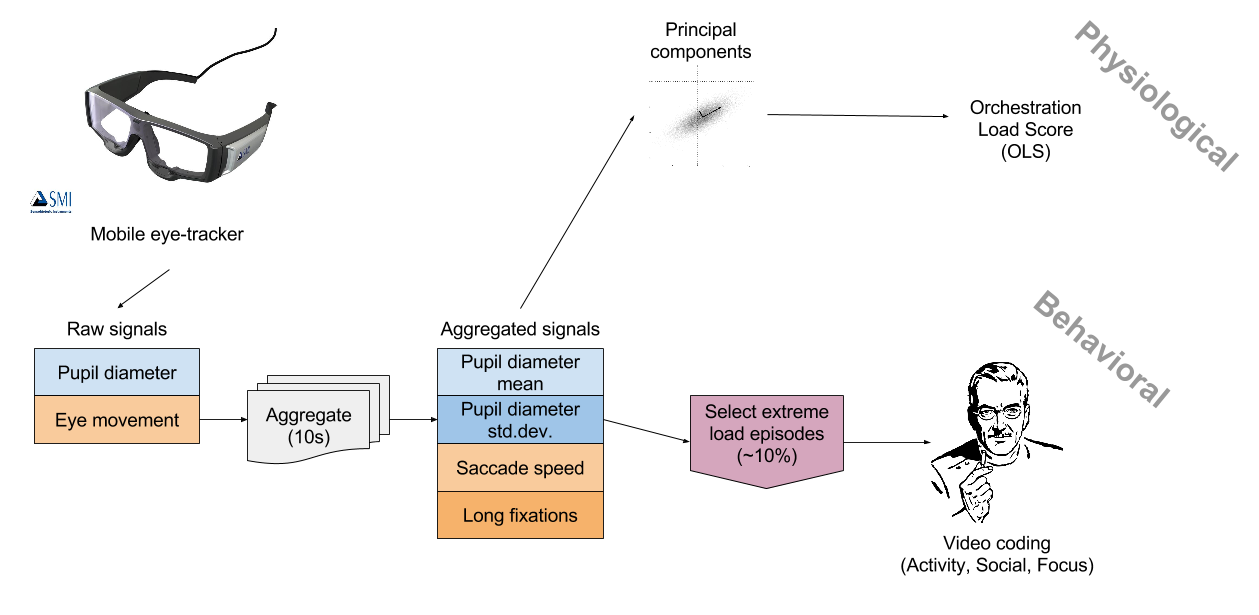 Principal
components
Physiological
Orchestration
Load Score
(OLS)
SMI
Mobile eye-tracker
Raw signals
Pupil diameter
Eye movement
Aggregate
(10s)
Aggregated signals
Pupil diameter
mean
Pupil diameter
std.dev.
Saccade speed
Long fixations
Select extreme
load episodes
(~10%)
Behavioral
Video coding
(Activity, Social, Focus)